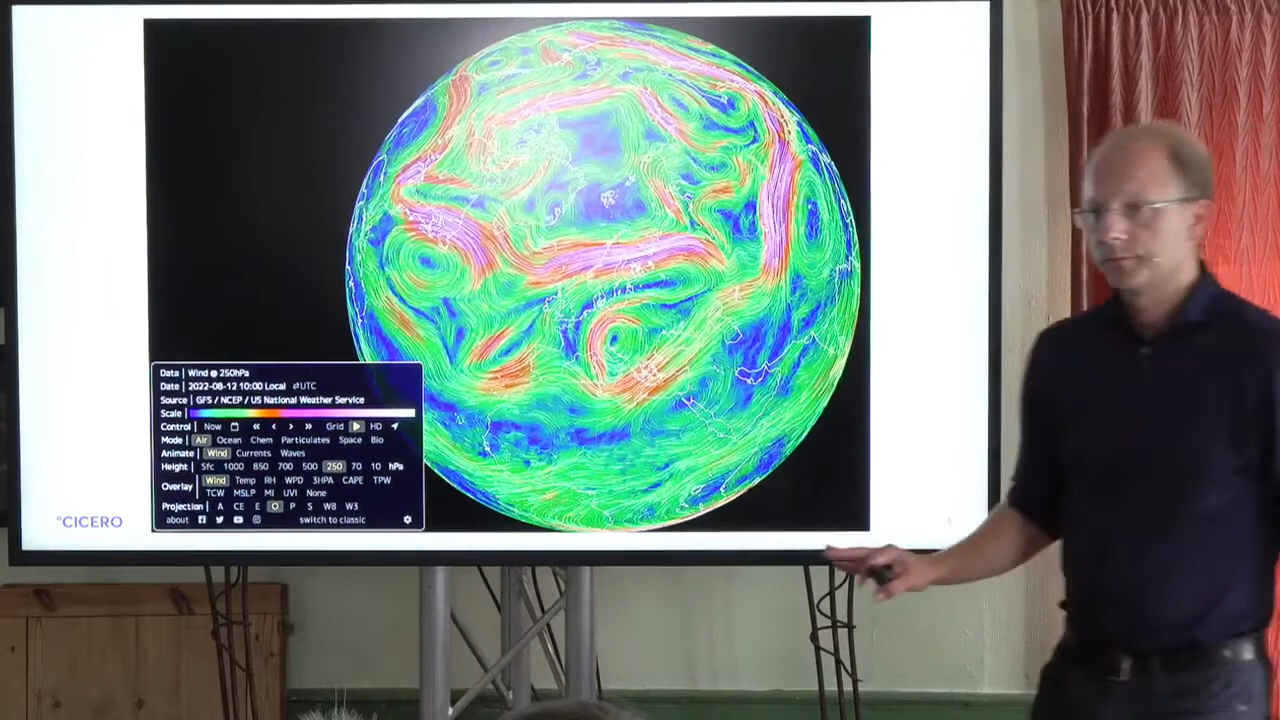 Data | Wind @ 250hPa
Date | 2022-08-12 10:00 Local ⇄UTC
Source | GFS / NCEP / US National Weather Service
Scale
Control | Now « ‹ › » Grid HD
Mode | Air Ocean Chem Particulates Space Bio
Animate | Wind Currents Waves
Height | Sfc 1000 850 700 500 250 70 10 hPa
Overlay | Wind Temp RH WPD 3HPA CAPE TPW
TCW MSLP MI UVI None
Projection | A CE E O P S WB W3
about switch to classic
°CICERO